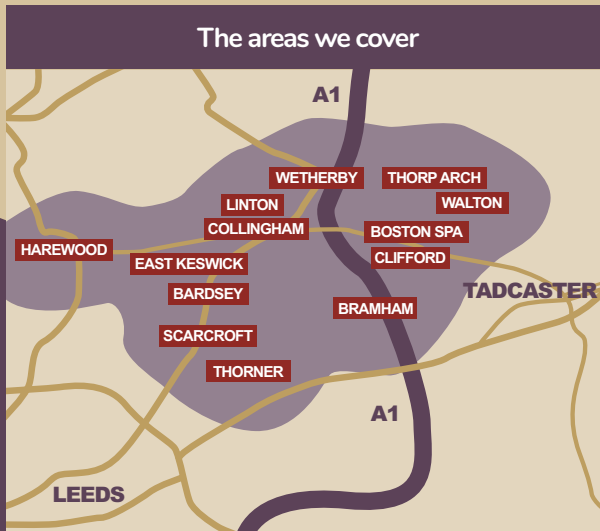 The areas we cover
A1
WETHERBY
THORP ARCH
LINTON
WALTON
COLLINGHAM
BOSTON SPA
HAREWOOD
EAST KESWICK
CLIFFORD
BARDSEY
TADCASTER
BRAMHAM
SCARCROFT
THORNER
A1
LEEDS